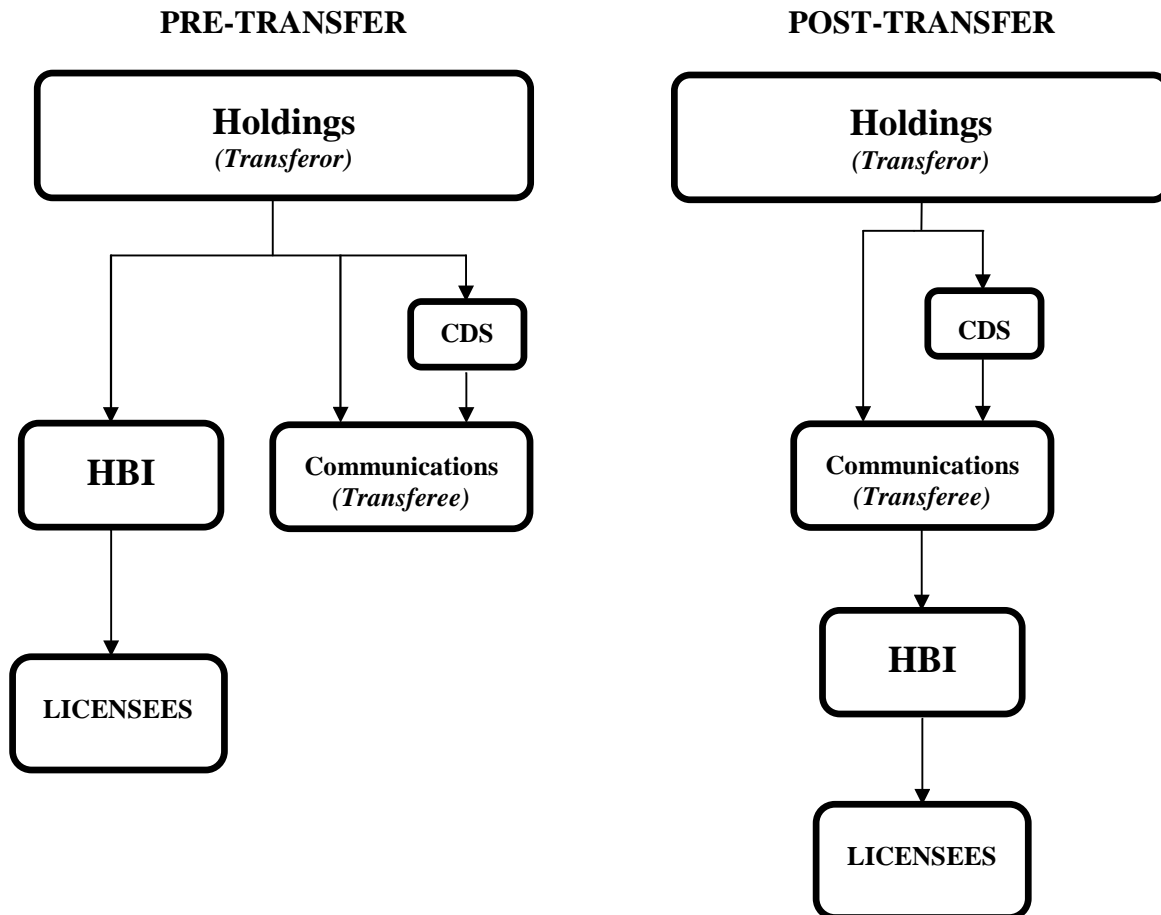 PRE-TRANSFER
Holdings
(Transferor)
CDS
HBI
Communications
(Transferee)
LICENSEES
POST-TRANSFER
Holdings
(Transferor)
CDS
Communications
(Transferee)
HBI
LICENSEES